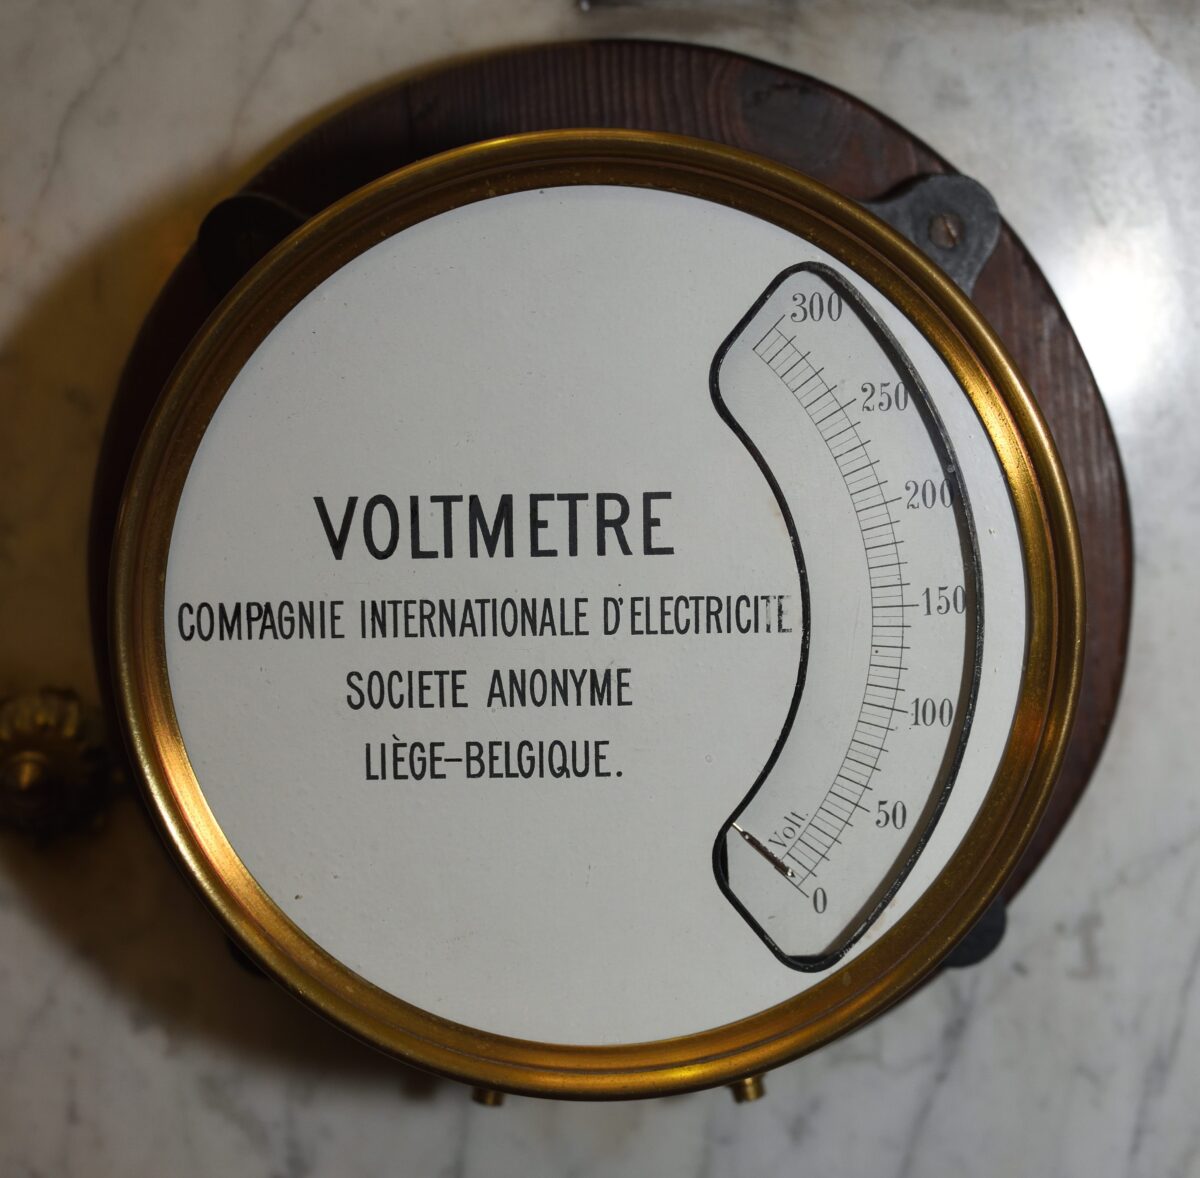 VOLTMETRE
COMPAGNIE INTERNATIONALE D'ELECTRICITE
SOCIETE ANONYME
LIÈGE-BELGIQUE.
300
250
200
150
100
50
Volt.
0